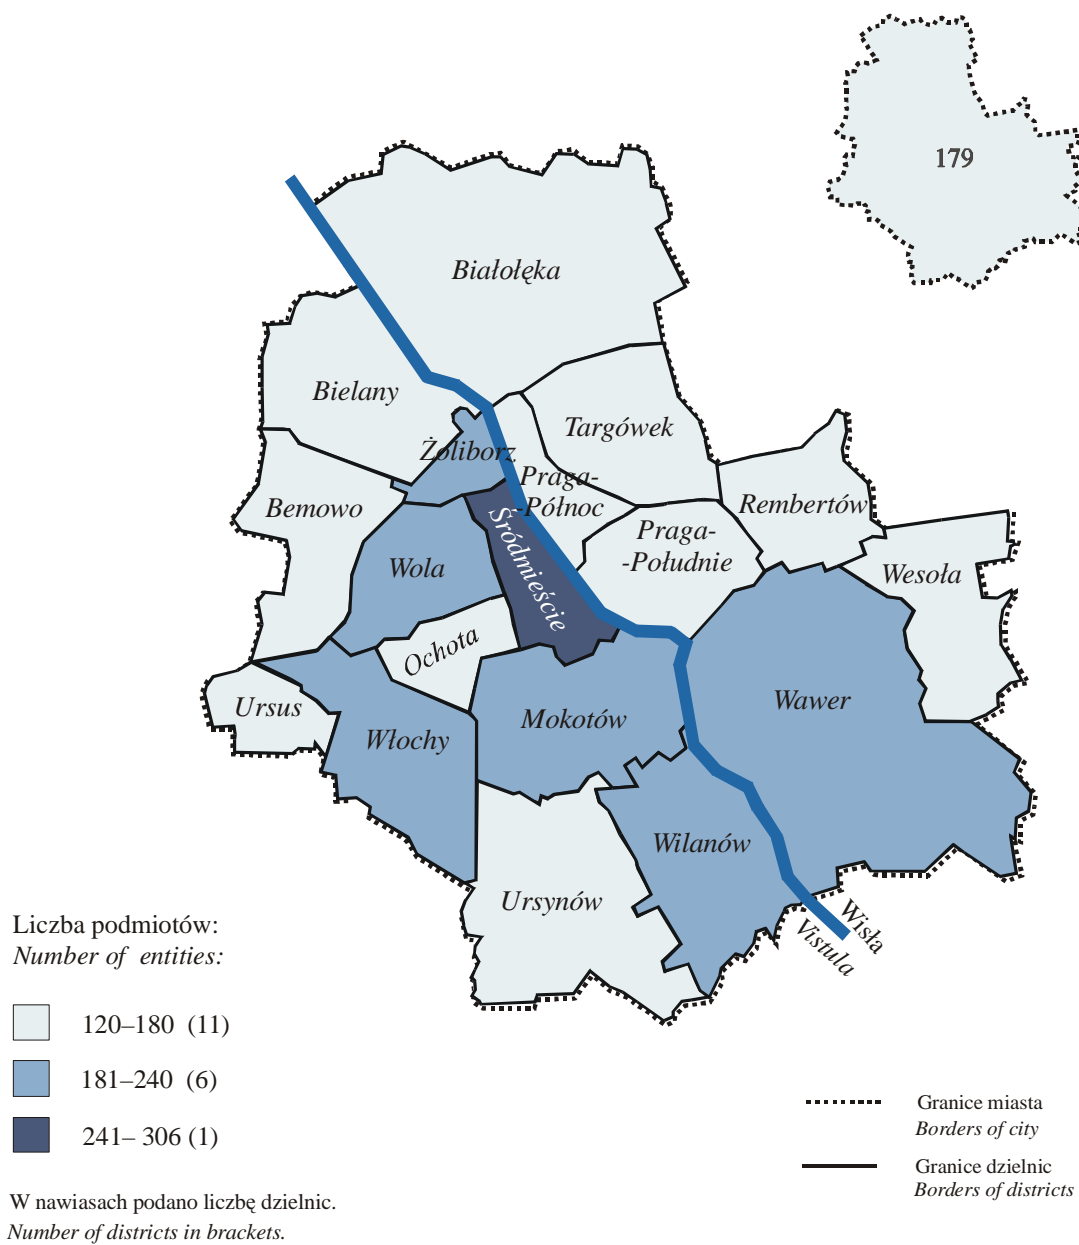 179
Białołęka
Bielany
Targówek
Żoliborz
Praga-
-Północ
Bemowo
Rembertów
Śródmieście
Praga-
-Południe
Wola
Wesoła
Ochota
Ursus
Włochy
Mokotów
Wawer
Wilanów
Ursynów
Wisła
Vistula
Liczba podmiotów:
Number of entities:
120–180 (11)
181–240 (6)
241– 306 (1)
W nawiasach podano liczbę dzielnic.
Number of districts in brackets.
Granice miasta
Borders of city
Granice dzielnic
Borders of districts